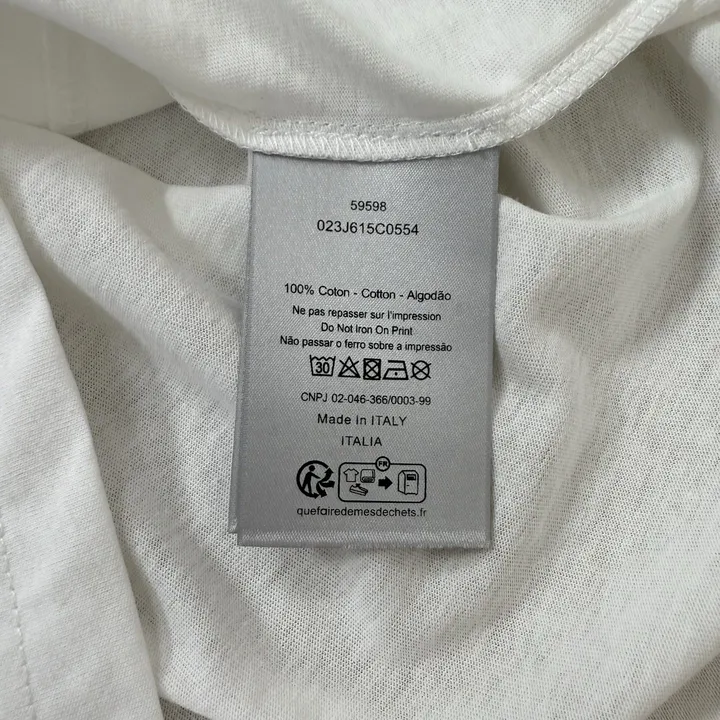 59598
023J615C0554
100% Coton - Cotton - Algodão
Ne pas repasser sur l'impression
Do Not Iron On Print
Não passar o ferro sobre a impressão
30
CNPJ 02-046-366/0003-99
Made in ITALY
ITALIA
FR
quefairedemesdechets.fr